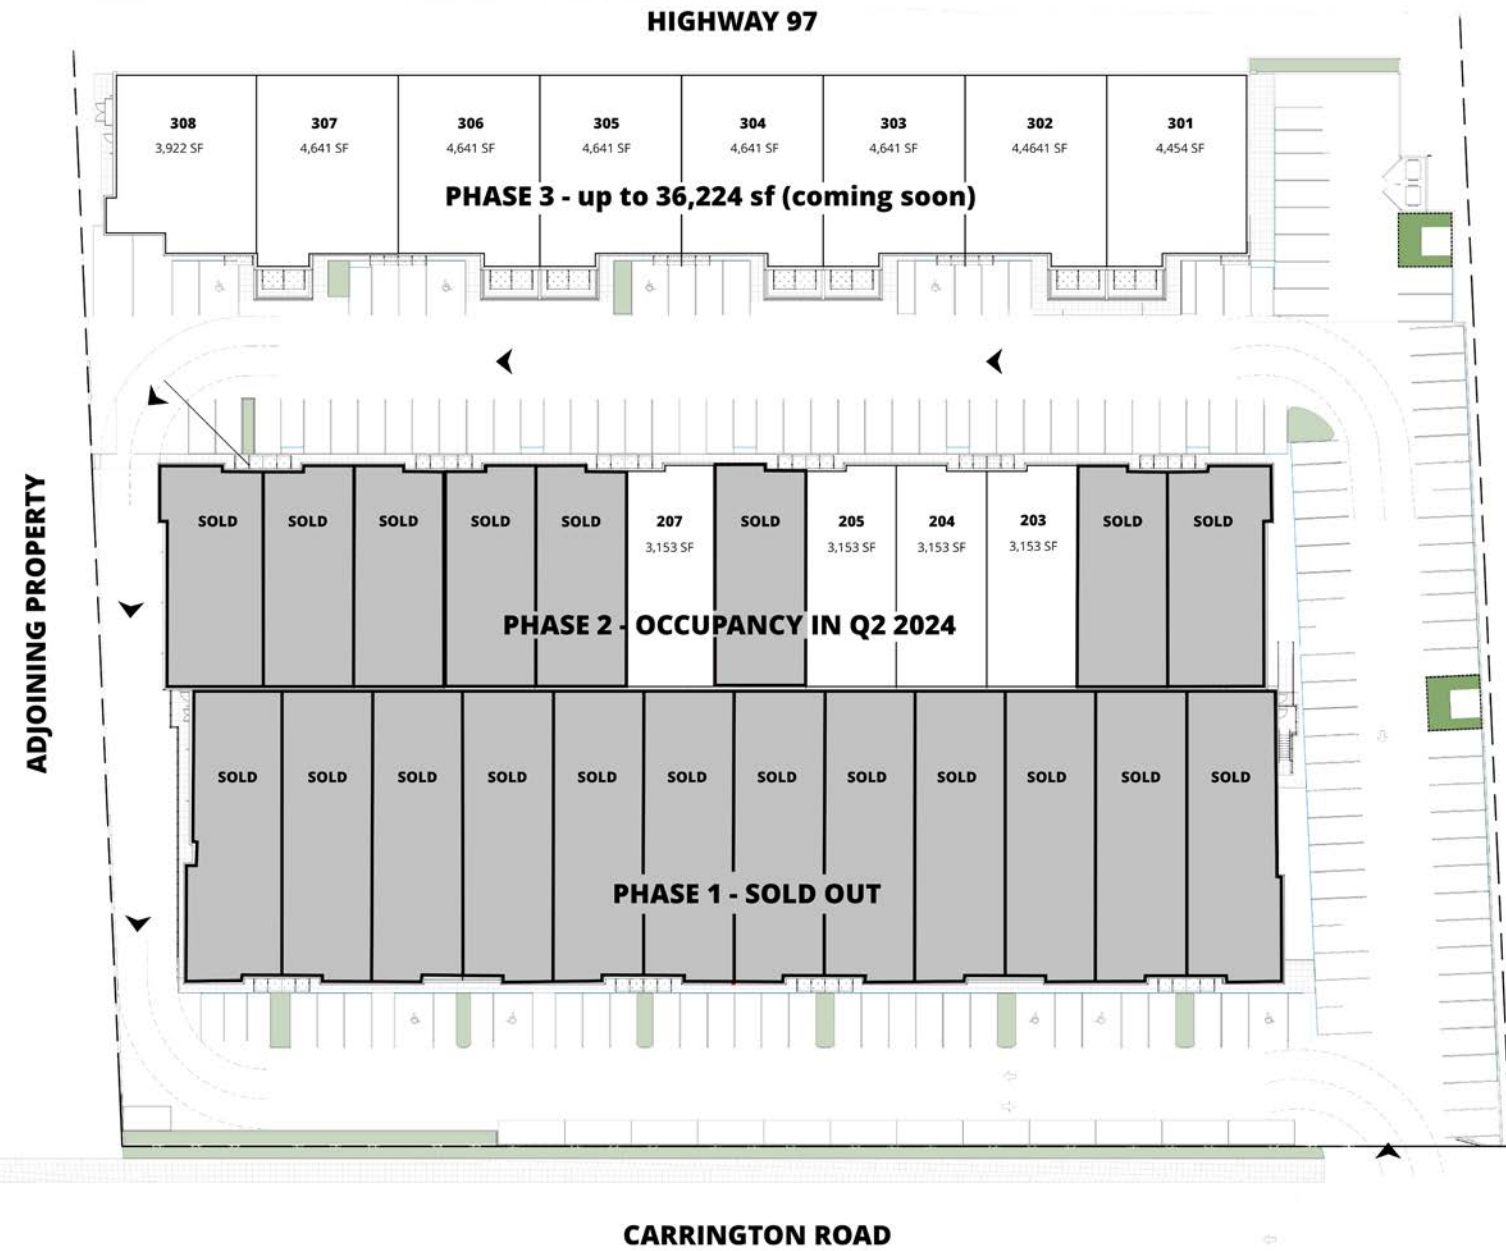 HIGHWAY 97
308
3,922 SF
307
4,641 SF
306
4,641 SF
305
4,641 SF
304
4,641 SF
303
4,641 SF
302
4,4641 SF
301
4,454 SF
PHASE 3 - up to 36,224 sf (coming soon)
ADJOINING PROPERTY
SOLD
SOLD
SOLD
SOLD
SOLD
207
3,153 SF
SOLD
205
3,153 SF
204
3,153 SF
203
3,153 SF
SOLD
SOLD
PHASE 2 - OCCUPANCY IN Q2 2024
SOLD
SOLD
SOLD
SOLD
SOLD
SOLD
SOLD
SOLD
SOLD
SOLD
SOLD
SOLD
PHASE 1 - SOLD OUT
CARRINGTON ROAD